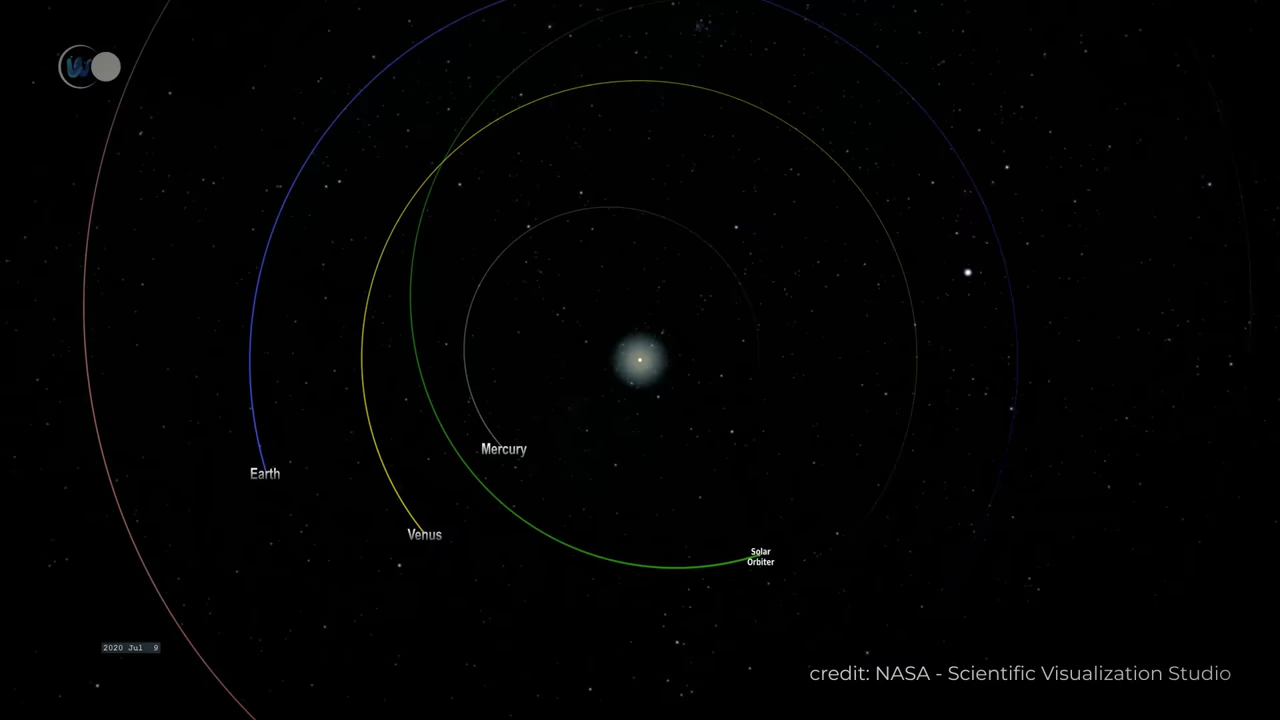 W
Mercury
Earth
Venus
Solar
Orbiter
2020 Jul 9
credit: NASA - Scientific Visualization Studio